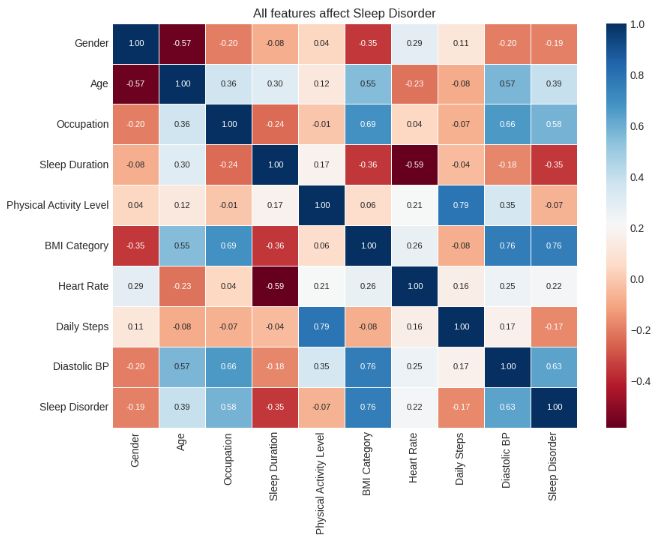 All features affect Sleep Disorder
Gender 1.00 -0.57 -0.20 -0.08 0.04 -0.35 0.29 0.11 -0.20 -0.19
Age -0.57 1.00 0.36 0.30 0.12 0.55 -0.23 -0.08 0.57 0.39
Occupation -0.20 0.36 1.00 -0.24 -0.01 0.69 0.04 -0.07 0.66 0.58
Sleep Duration -0.08 0.30 -0.24 1.00 0.17 -0.36 -0.59 -0.04 -0.18 -0.35
Physical Activity Level 0.04 0.12 -0.01 0.17 1.00 0.06 0.21 0.79 0.35 -0.07
BMI Category -0.35 0.55 0.69 -0.36 0.06 1.00 0.26 -0.08 0.76 0.76
Heart Rate 0.29 -0.23 0.04 -0.59 0.21 0.26 1.00 0.16 0.25 0.22
Daily Steps 0.11 -0.08 -0.07 -0.04 0.79 -0.08 0.16 1.00 0.17 -0.17
Diastolic BP -0.20 0.57 0.66 -0.18 0.35 0.76 0.25 0.17 1.00 0.63
Sleep Disorder -0.19 0.39 0.58 -0.35 -0.07 0.76 0.22 -0.17 0.63 1.00
Gender
Age
Occupation
Sleep Duration
Physical Activity Level
BMI Category
Heart Rate
Daily Steps
Diastolic BP
Sleep Disorder
1.0
0.8
0.6
0.4
0.2
0.0
−0.2
−0.4